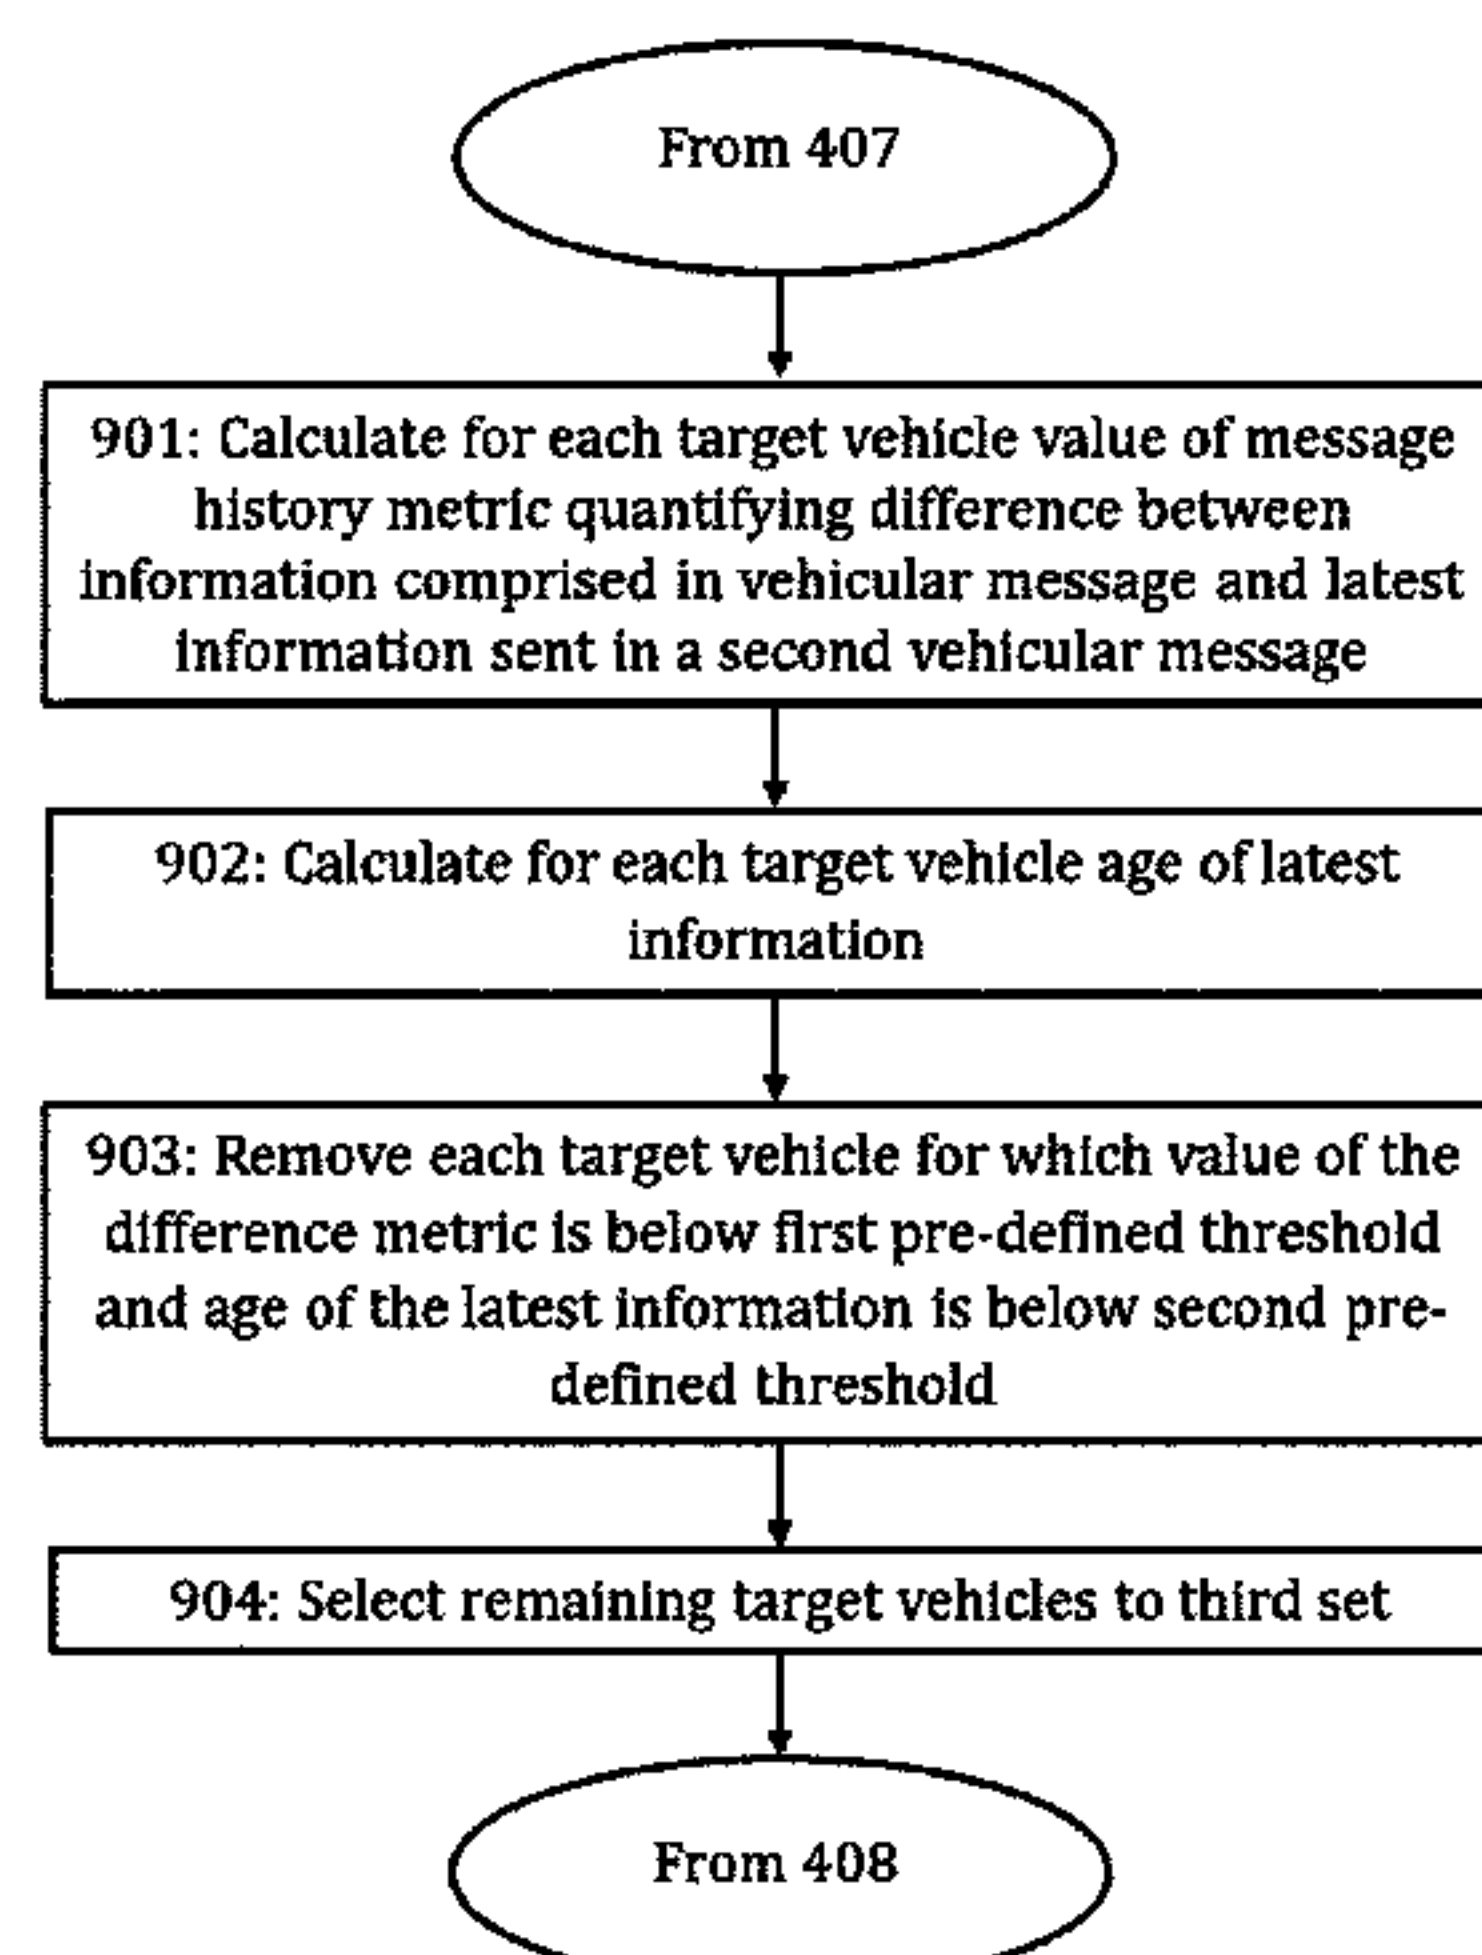 From 407
901: Calculate for each target vehicle value of message
history metric quantifying difference between
information comprised in vehicular message and latest
information sent in a second vehicular message
902: Calculate for each target vehicle age of latest
information
903: Remove each target vehicle for which value of the
difference metric is below first pre-defined threshold
and age of the latest information is below second pre-
defined threshold
904: Select remaining target vehicles to third set
From 408